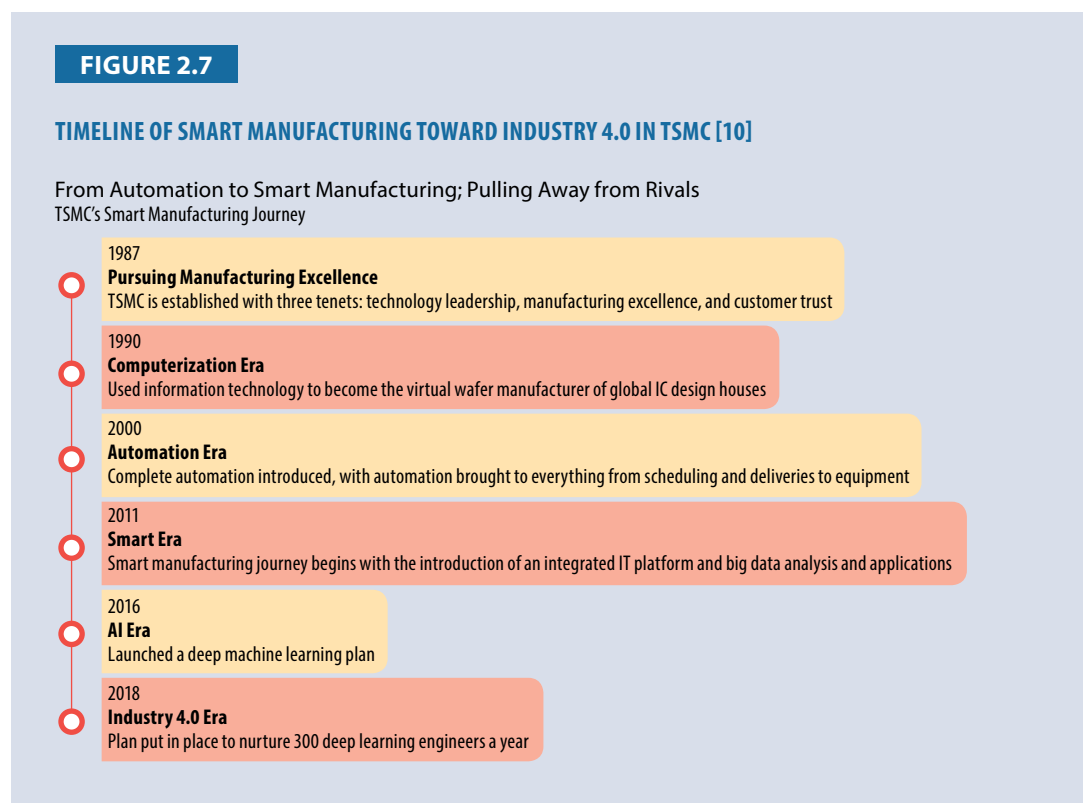 FIGURE 2.7
TIMELINE OF SMART MANUFACTURING TOWARD INDUSTRY 4.0 IN TSMC [10]
From Automation to Smart Manufacturing; Pulling Away from Rivals
TSMC's Smart Manufacturing Journey
1987
Pursuing Manufacturing Excellence
TSMC is established with three tenets: technology leadership, manufacturing excellence, and customer trust
1990
Computerization Era
Used information technology to become the virtual wafer manufacturer of global IC design houses
2000
Automation Era
Complete automation introduced, with automation brought to everything from scheduling and deliveries to equipment
2011
Smart Era
Smart manufacturing journey begins with the introduction of an integrated IT platform and big data analysis and applications
2016
AI Era
Launched a deep machine learning plan
2018
Industry 4.0 Era
Plan put in place to nurture 300 deep learning engineers a year